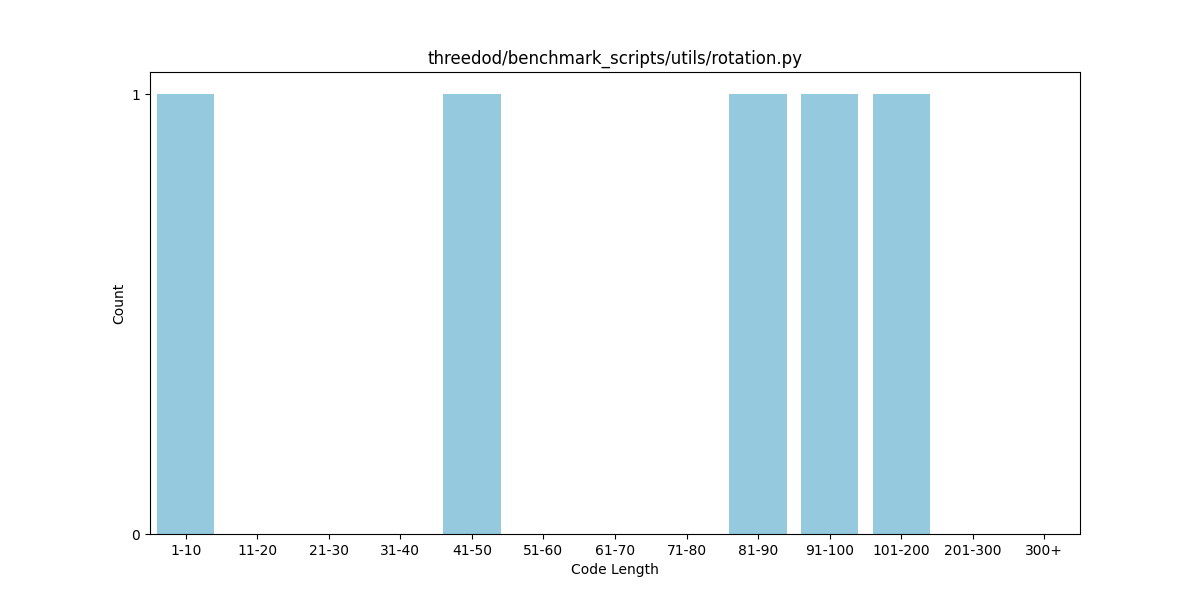 threedod/benchmark_scripts/utils/rotation.py
1
0
Count
1-10 11-20 21-30 31-40 41-50 51-60 61-70 71-80 81-90 91-100 101-200 201-300 300+
Code Length